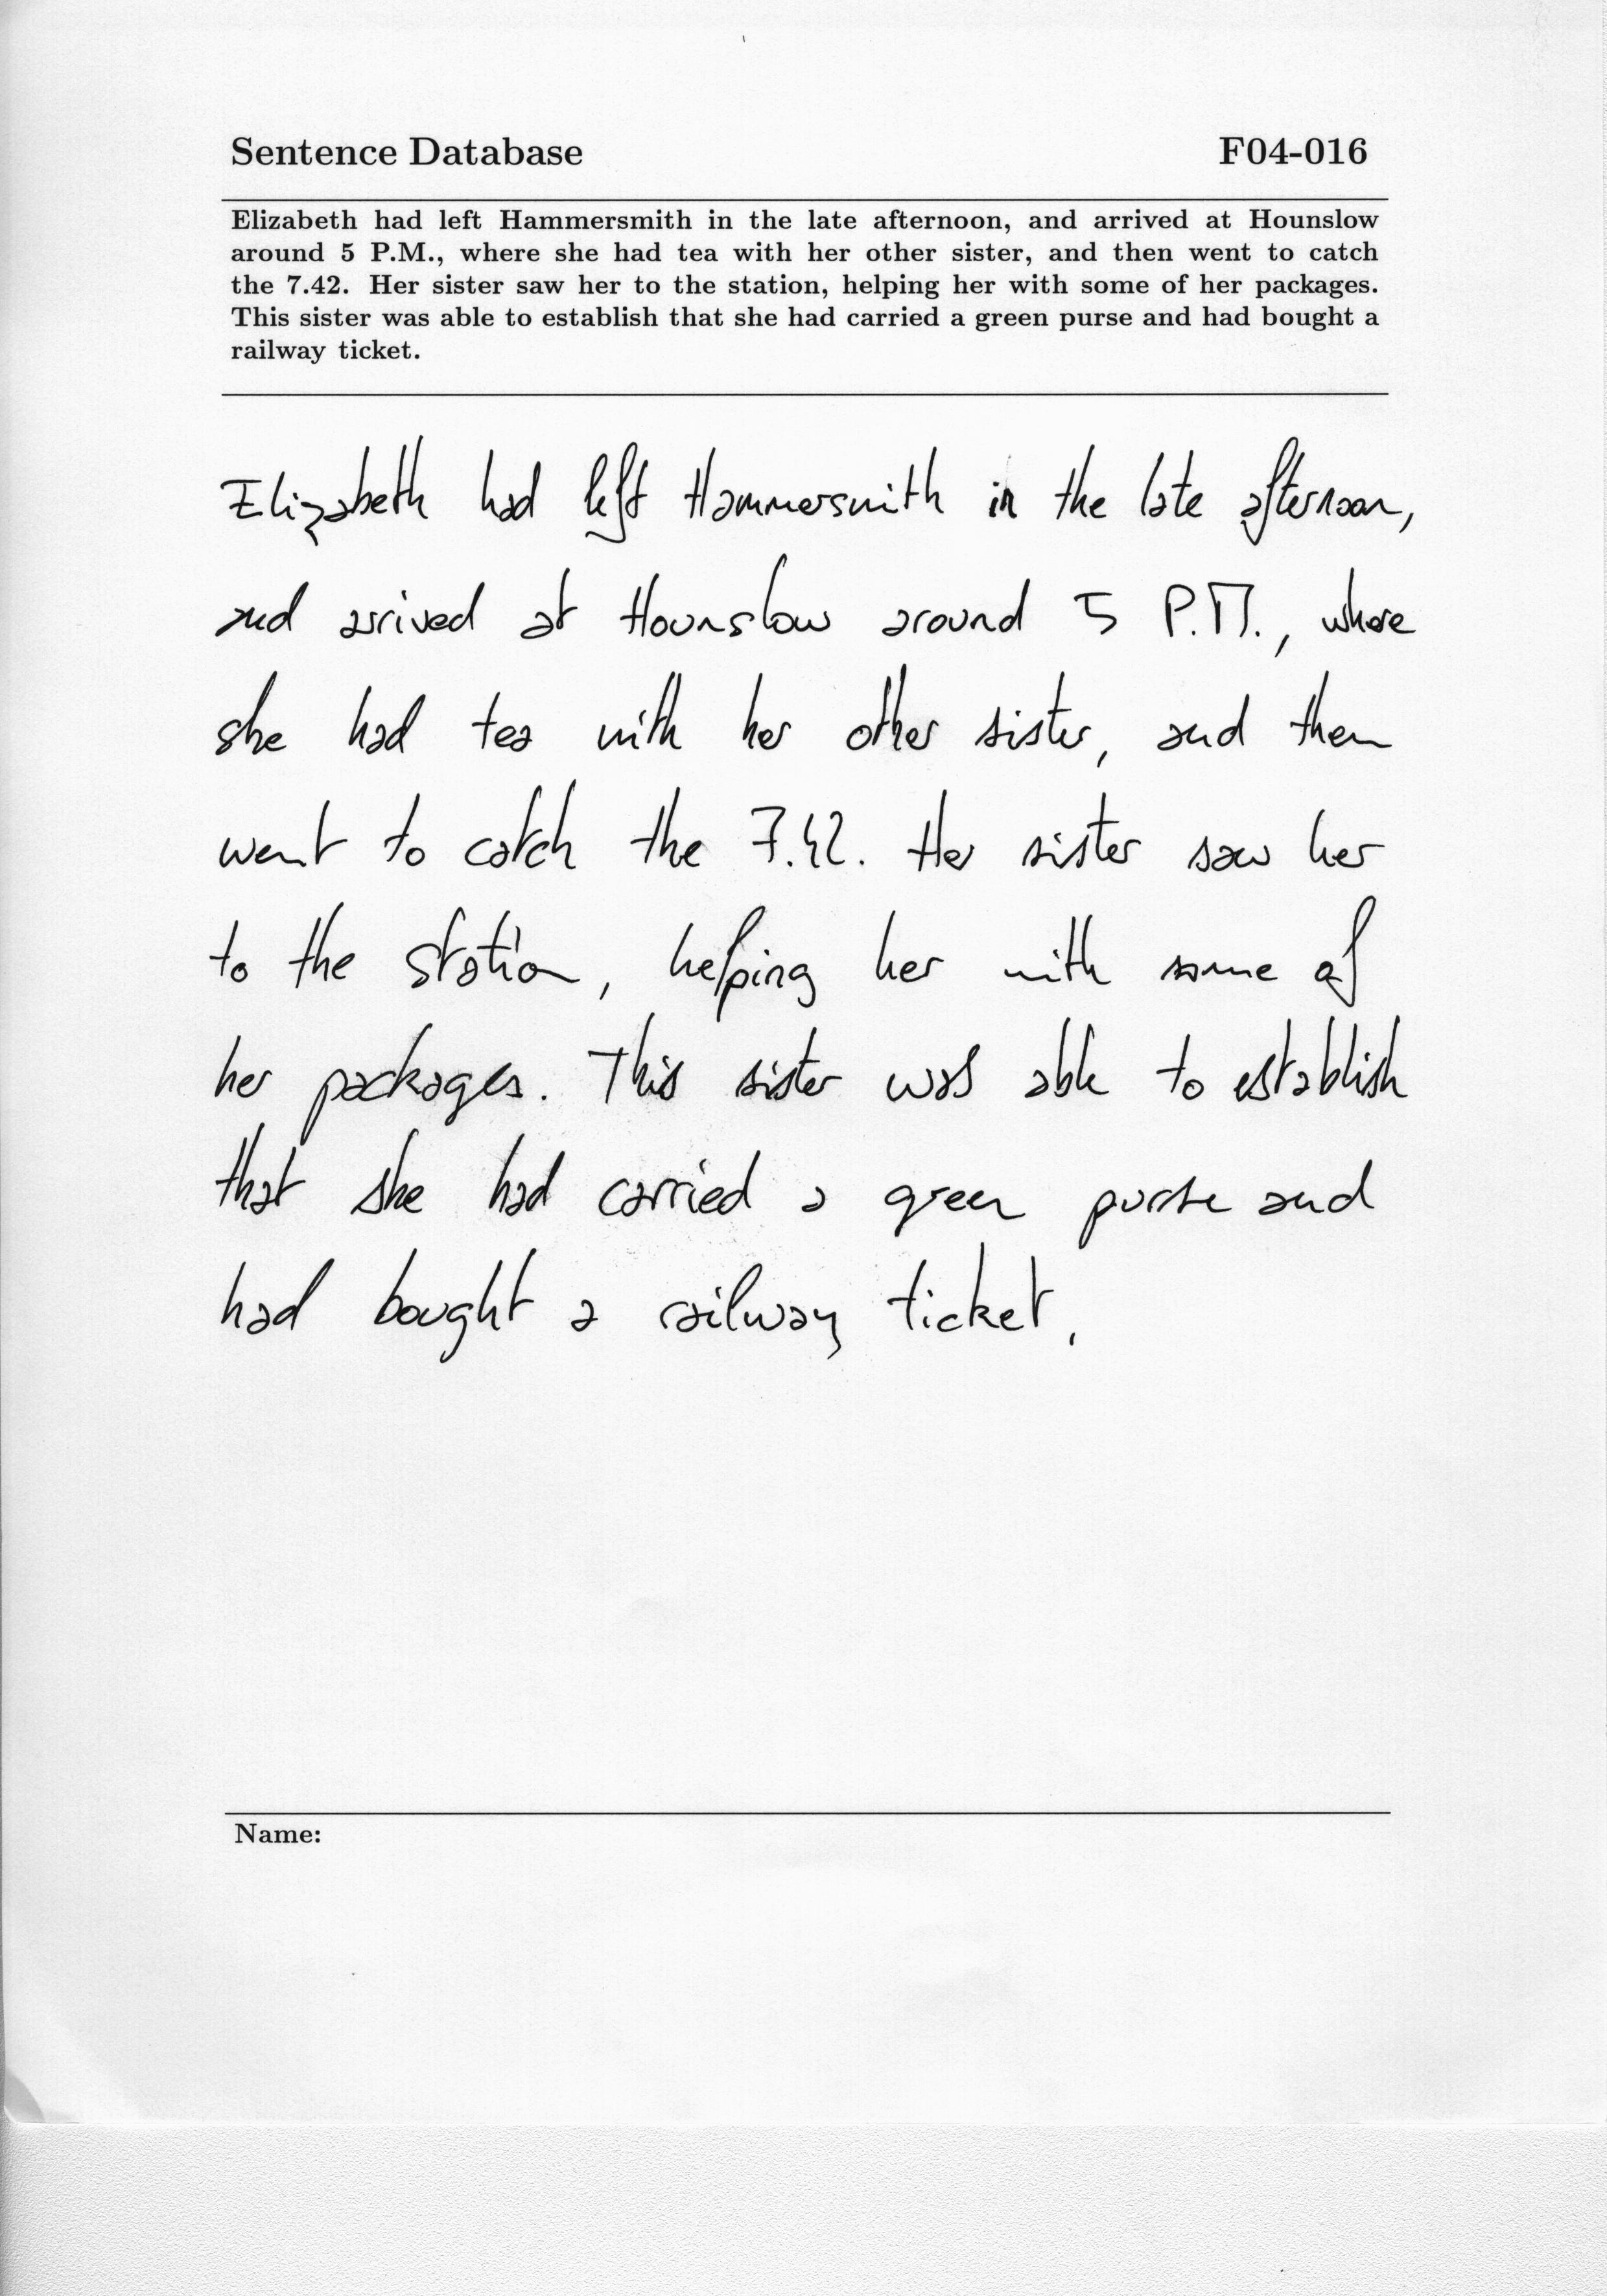 Sentence Database F04-016
Elizabeth had left Hammersmith in the late afternoon, and arrived at Hounslow
around 5 P.M., where she had tea with her other sister, and then went to catch
the 7.42. Her sister saw her to the station, helping her with some of her packages.
This sister was able to establish that she had carried a green purse and had bought a
railway ticket.
Elizabeth had left Hammersmith in the late afternoon,
and arrived at Hounslow around 5 P.M., where
she had tea with her other sister, and then
went to catch the 7.42. Her sister saw her
to the station, helping her with some of
her packages. This sister was able to establish
that she had carried a green purse and
had bought a railway ticket.
Name: